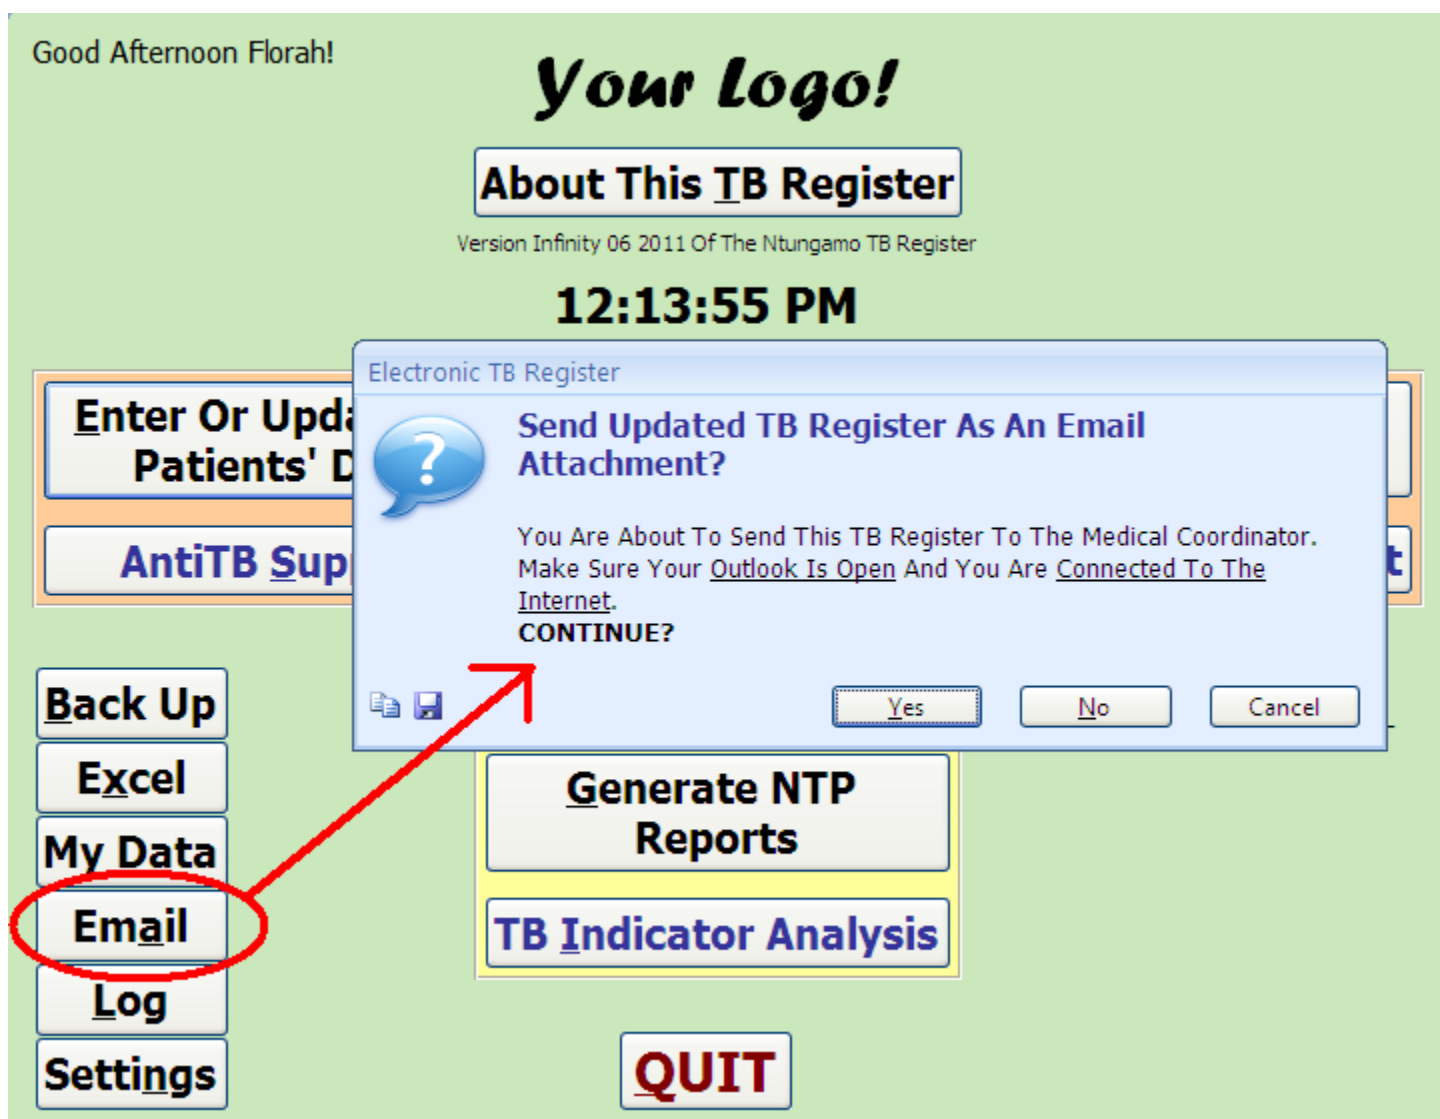 Good Afternoon Florah!
Your Logo!
About This TB Register
Version Infinity 06 2011 Of The Ntungamo TB Register
12:13:55 PM
Electronic TB Register
Send Updated TB Register As An Email
Attachment?
You Are About To Send This TB Register To The Medical Coordinator.
Make Sure Your Outlook Is Open And You Are Connected To The
Internet.
CONTINUE?
Yes
No
Cancel
Enter Or Upda
Patients' D
AntiTB Sup
t
Back Up
Excel
My Data
Email
Log
Settings
Generate NTP
Reports
TB Indicator Analysis
QUIT